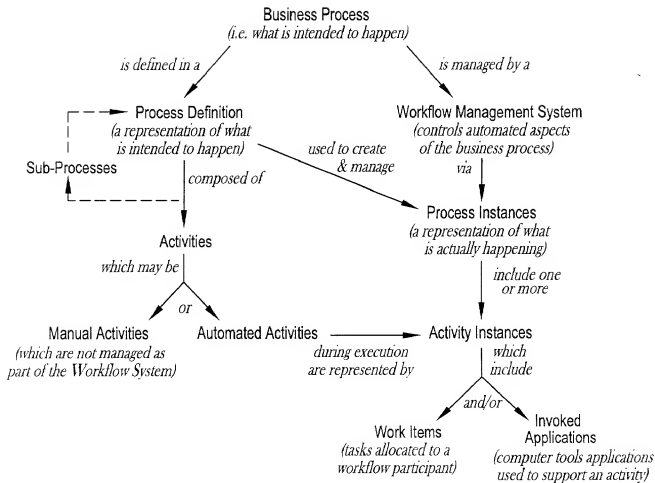 Business Process
(i.e. what is intended to happen)
is defined in a
is managed by a
Process Definition
(a representation of what
is intended to happen)
Workflow Management System
(controls automated aspects
of the business process)
used to create
& manage
via
Sub-Processes
composed of
Process Instances
(a representation of what
is actually happening)
Activities
which may be
include one
or more
or
Manual Activities
(which are not managed as
part of the Workflow System)
Automated Activities
during execution
are represented by
Activity Instances
which
include
and/or
Work Items
(tasks allocated to a
workflow participant)
Invoked
Applications
(computer tools applications
used to support an activity)